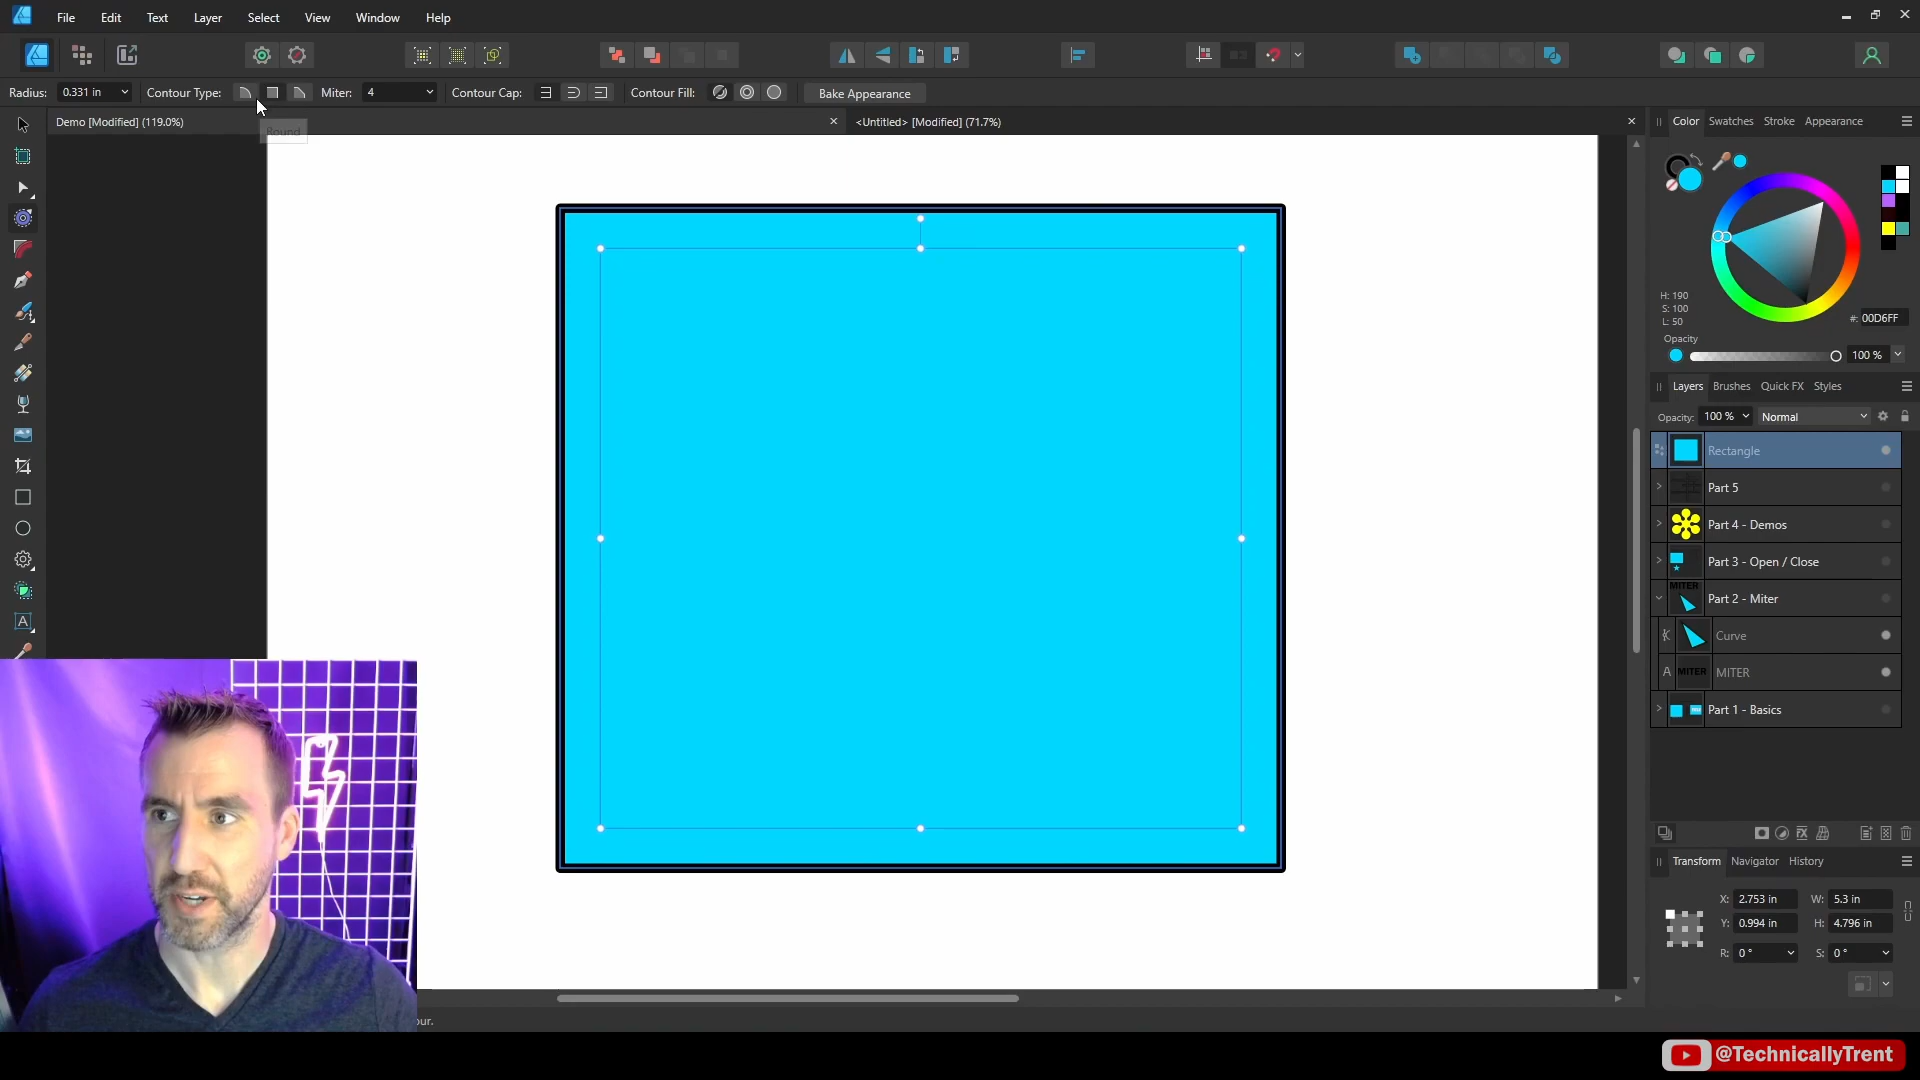 File Edit Text Layer Select View Window Help
Radius: 0.331 in Contour Type: Miter: 4 Contour Cap: Contour Fill: Bake Appearance
Demo [Modified] (119.0%)
<Untitled> [Modified] (71.7%)
Round
Color Swatches Stroke Appearance
H: 190
S: 100
L: 50
#: 00D6FF
Opacity
100 %
Layers Brushes Quick FX Styles
Opacity: 100 % Normal
Rectangle
Part 5
Part 4 - Demos
Part 3 - Open / Close
MITER
Part 2 - Miter
Curve
A MITER MITER
Part 1 - Basics
Transform Navigator History
X: 2.753 in W: 5.3 in
Y: 0.994 in H: 4.796 in
R: 0 ° S: 0 °
our.
@TechnicallyTrent